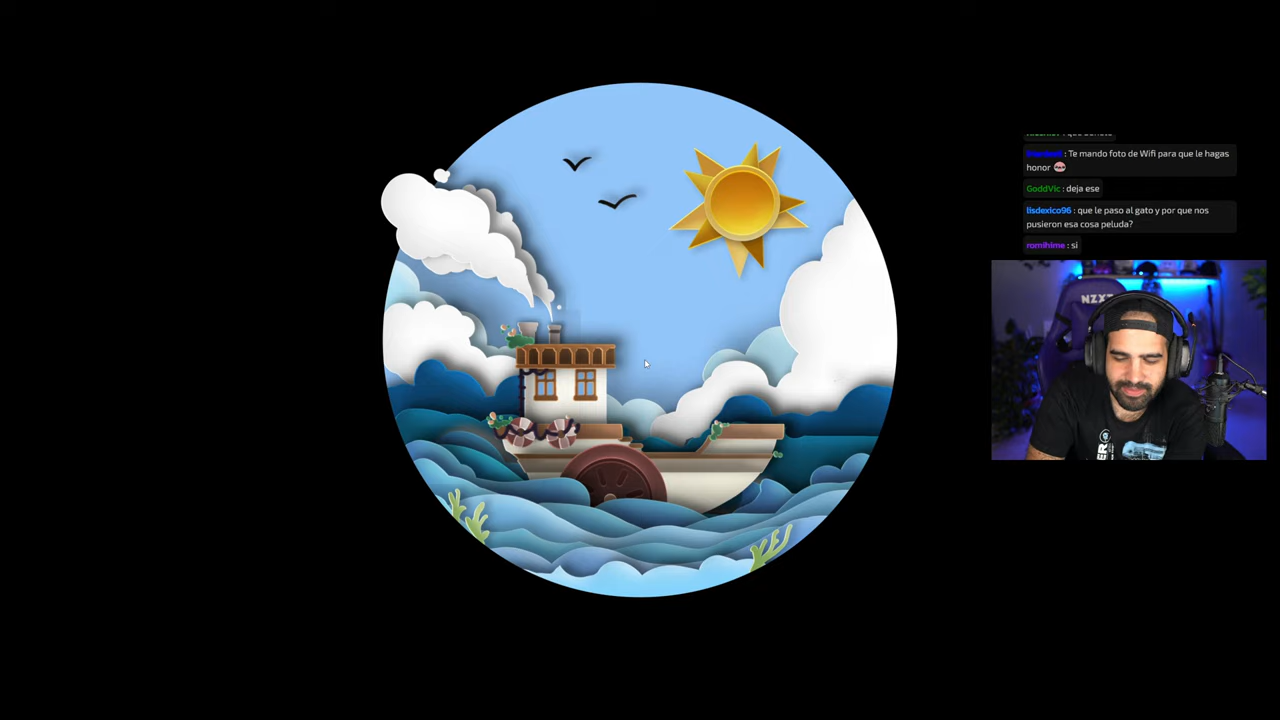 : Te mando foto de Wifi para que le hagas
honor
GoddVic : deja ese
lisdexico96 : que le paso al gato y por que nos
pusieron esa cosa peluda?
romihime : si
NZXT